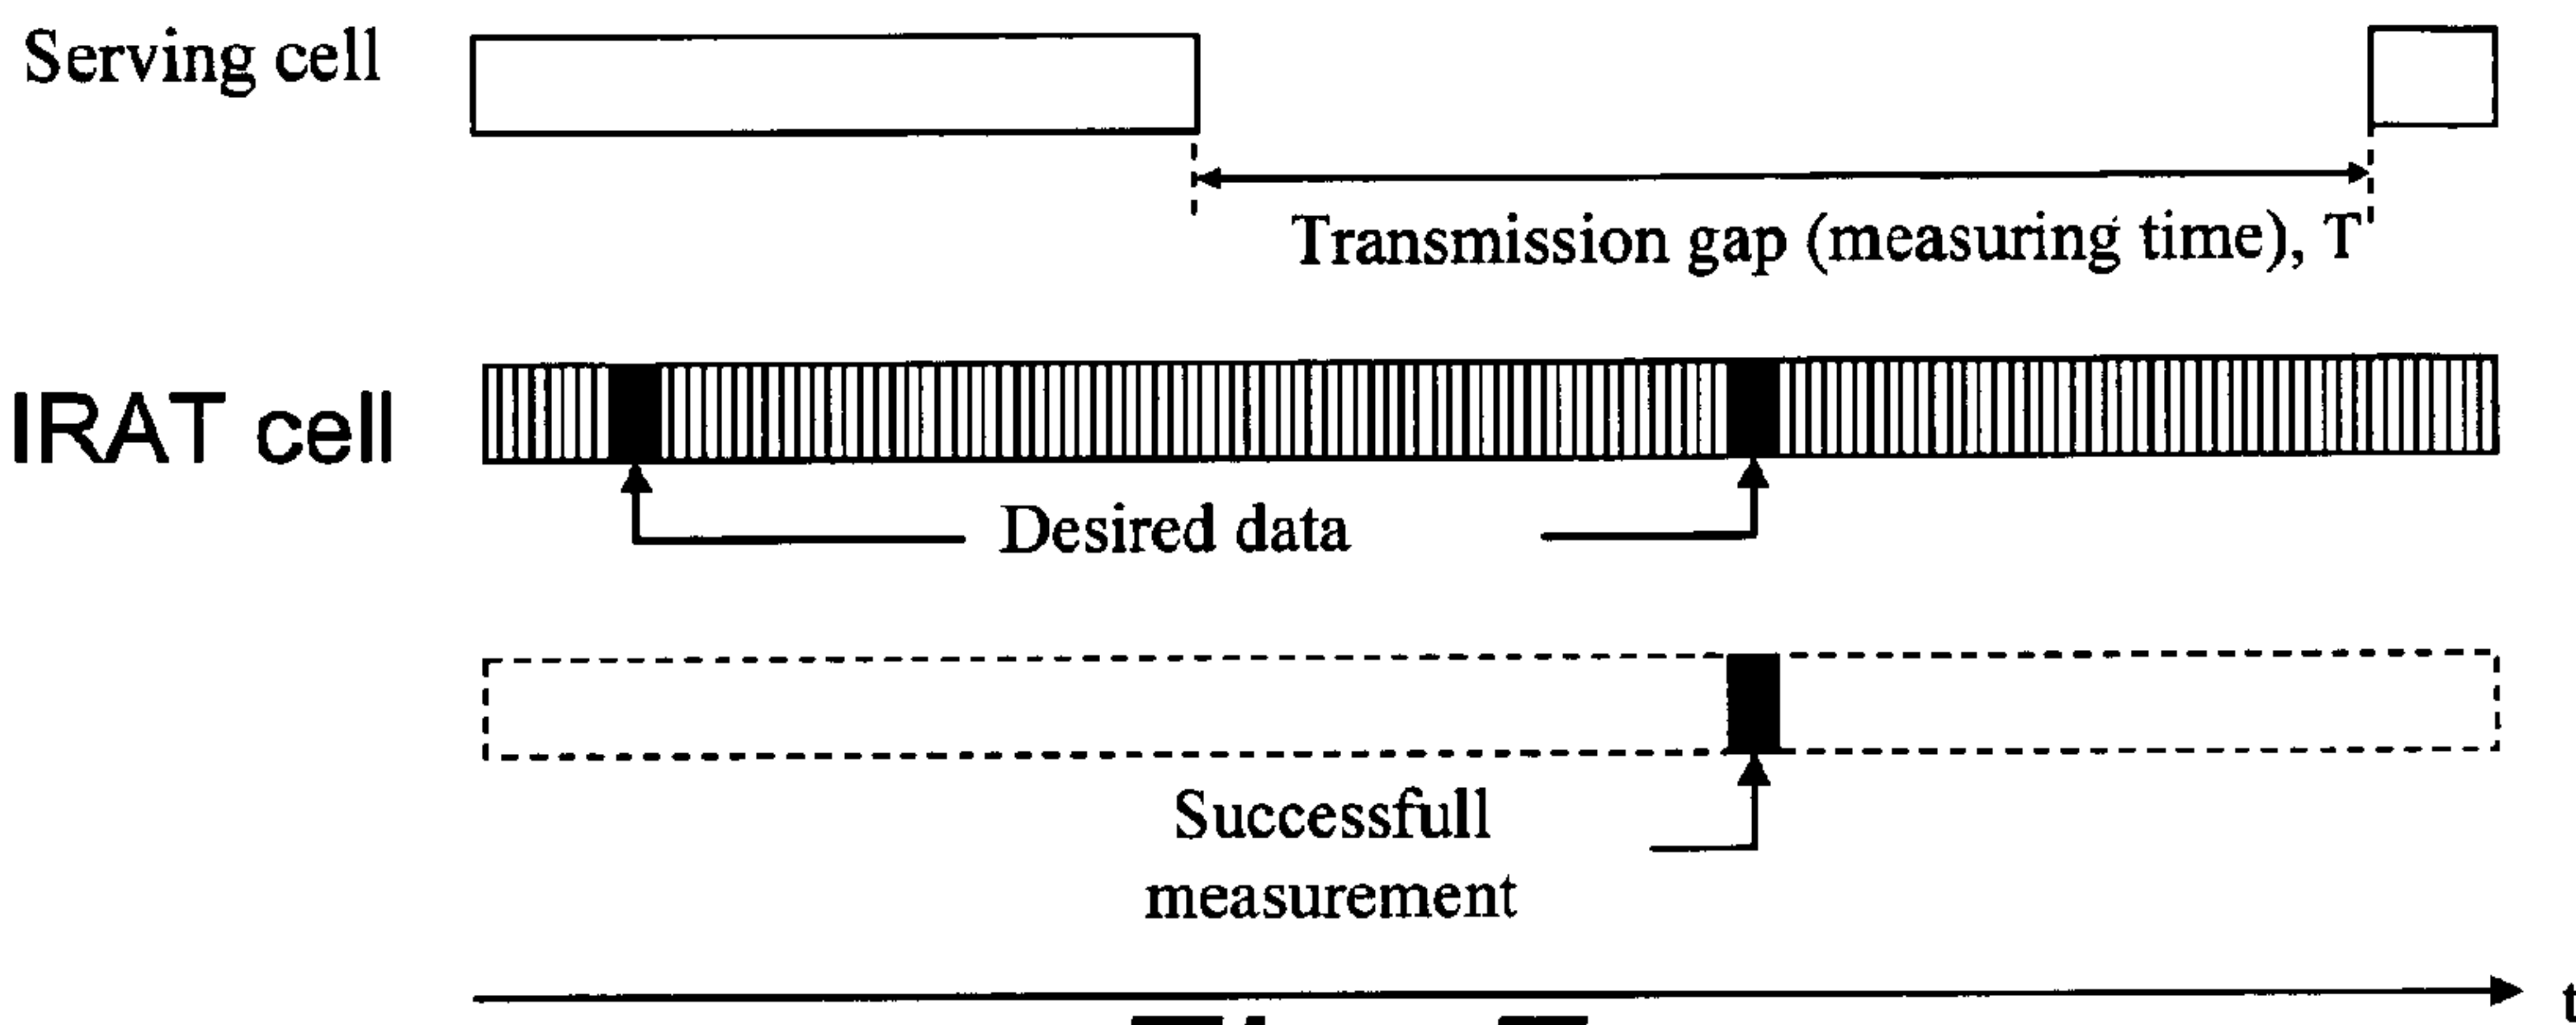 Serving cell
Transmission gap (measuring time), T
IRAT cell
Desired data
Successfull
measurement
t